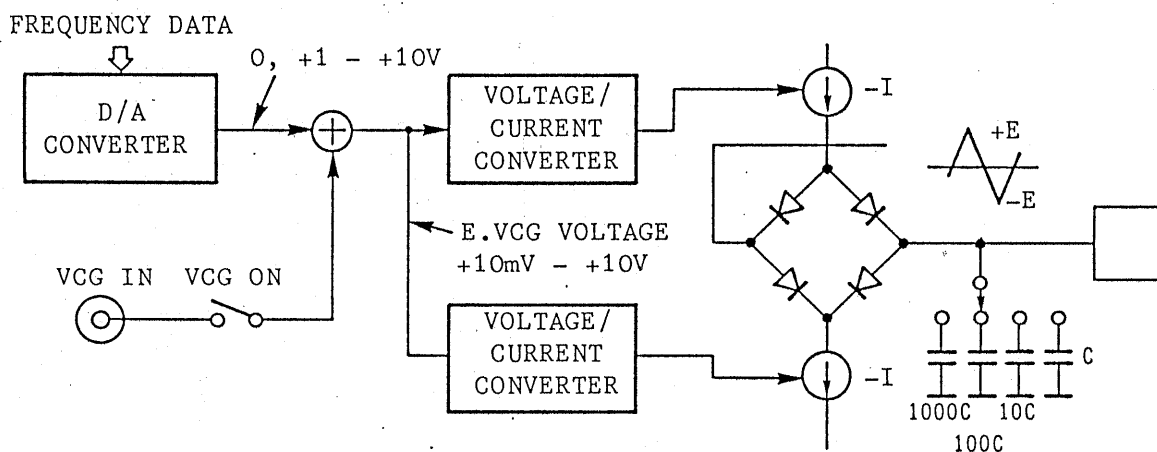 FREQUENCY DATA
0, +1 - +10V
D/A
CONVERTER
VOLTAGE/
CURRENT
CONVERTER
-I
+E
-E
E.VCG VOLTAGE
+10mV - +10V
VCG IN
VCG ON
VOLTAGE/
CURRENT
CONVERTER
-I
C
1000C
10C
100C